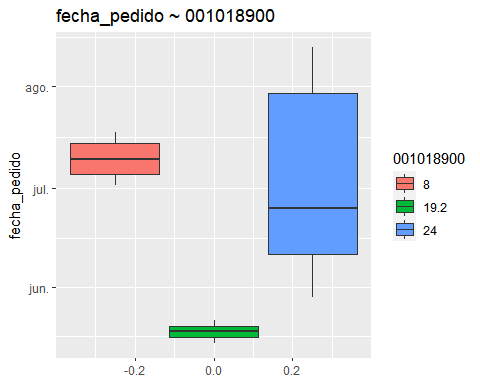 fecha_pedido ~ 001018900
ago.
jul.
jun.
fecha_pedido
-0.2
0.0
0.2
001018900
8
19.2
24